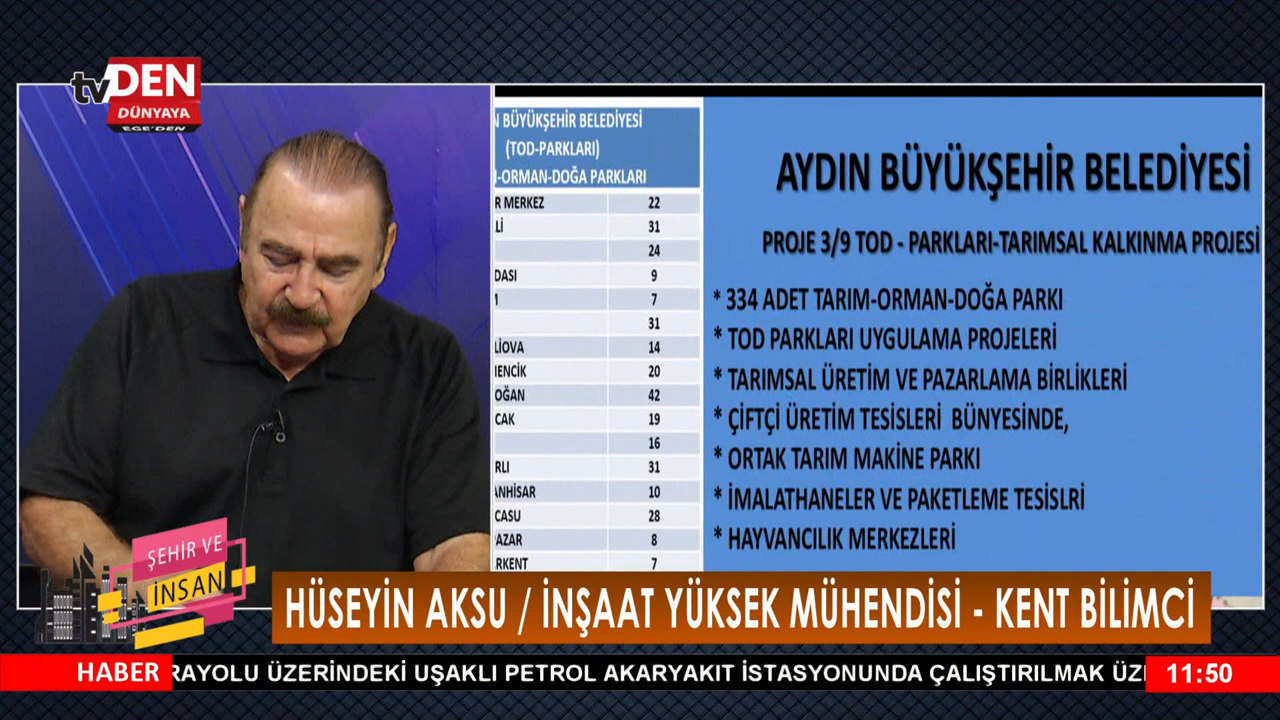 tvDEN
DÜNYAYA
EGE'DEN
N BÜYÜKŞEHİR BELEDİYESİ
(TOD-PARKLARI)
I-ORMAN-DOĞA PARKLARI
R MERKEZ 22
Lİ 31
24
DASI 9
7
31
LİOVA 14
MENCİK 20
OĞAN 42
CAK 19
16
RLI 31
ANHİSAR 10
CASU 28
PAZAR 8
RKENT 7
AYDIN BÜYÜKŞEHİR BELEDİYESİ
PROJE 3/9 TOD - PARKLARI-TARIMSAL KALKINMA PROJESİ
* 334 ADET TARIM-ORMAN-DOĞA PARKI
* TOD PARKLARI UYGULAMA PROJELERİ
* TARIMSAL ÜRETİM VE PAZARLAMA BİRLİKLERİ
* ÇİFTÇİ ÜRETİM TESİSLERİ BÜNYESİNDE,
* ORTAK TARIM MAKİNE PARKI
* İMALATHANELER VE PAKETLEME TESİSLRİ
* HAYVANCILIK MERKEZLERİ
ŞEHİR VE
İNSAN
HÜSEYİN AKSU / İNŞAAT YÜKSEK MÜHENDİSİ - KENT BİLİMCİ
HABER RAYOLU ÜZERİNDEKİ UŞAKLI PETROL AKARYAKIT İSTASYONUNDA ÇALIŞTIRILMAK ÜZ 11:50